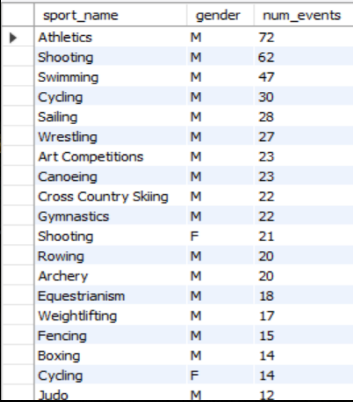 sport_name gender num_events
Athletics M 72
Shooting M 62
Swimming M 47
Cycling M 30
Sailing M 28
Wrestling M 27
Art Competitions M 23
Canoeing M 23
Cross Country Skiing M 22
Gymnastics M 22
Shooting F 21
Rowing M 20
Archery M 20
Equestrianism M 18
Weightlifting M 17
Fencing M 15
Boxing M 14
Cycling F 14
Judo M 12